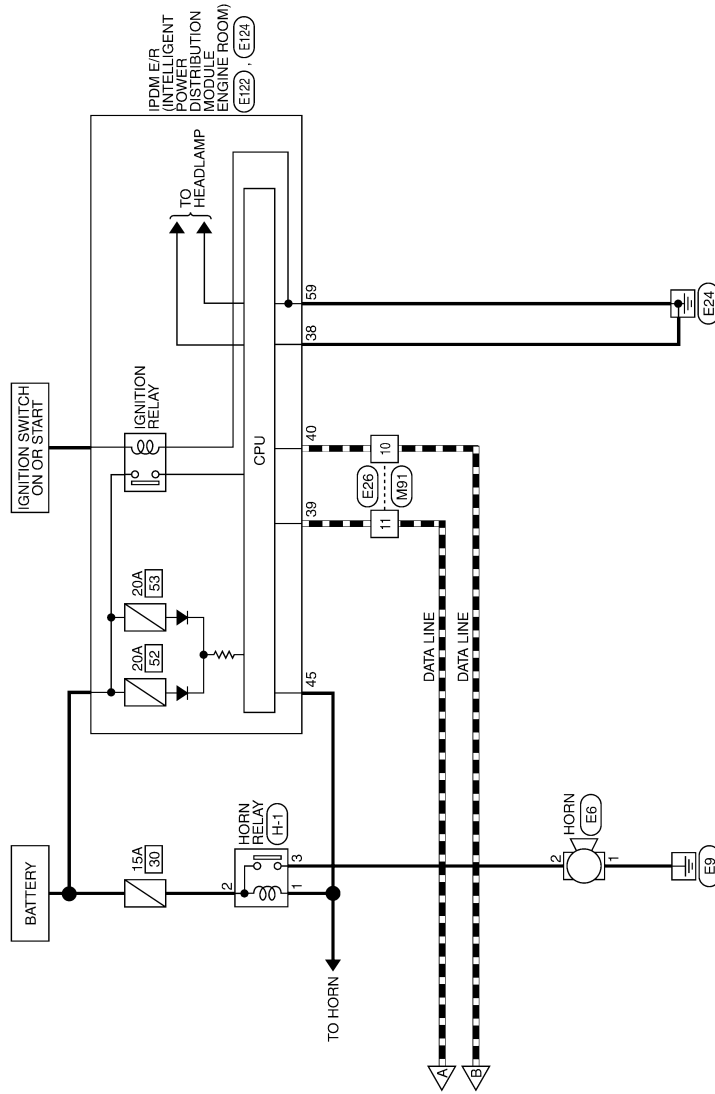 BATTERY
IGNITION SWITCH
ON OR START
IPDM E/R
(INTELLIGENT
POWER
DISTRIBUTION
MODULE
ENGINE ROOM)
E122 , E124
15A
30
20A
52
20A
53
IGNITION
RELAY
TO
HEADLAMP
CPU
HORN
RELAY
H-1
2
1
3
45
39
40
38
59
TO HORN
11
10
E26
M91
DATA LINE
DATA LINE
A
B
HORN
E6
2
1
E9
E24